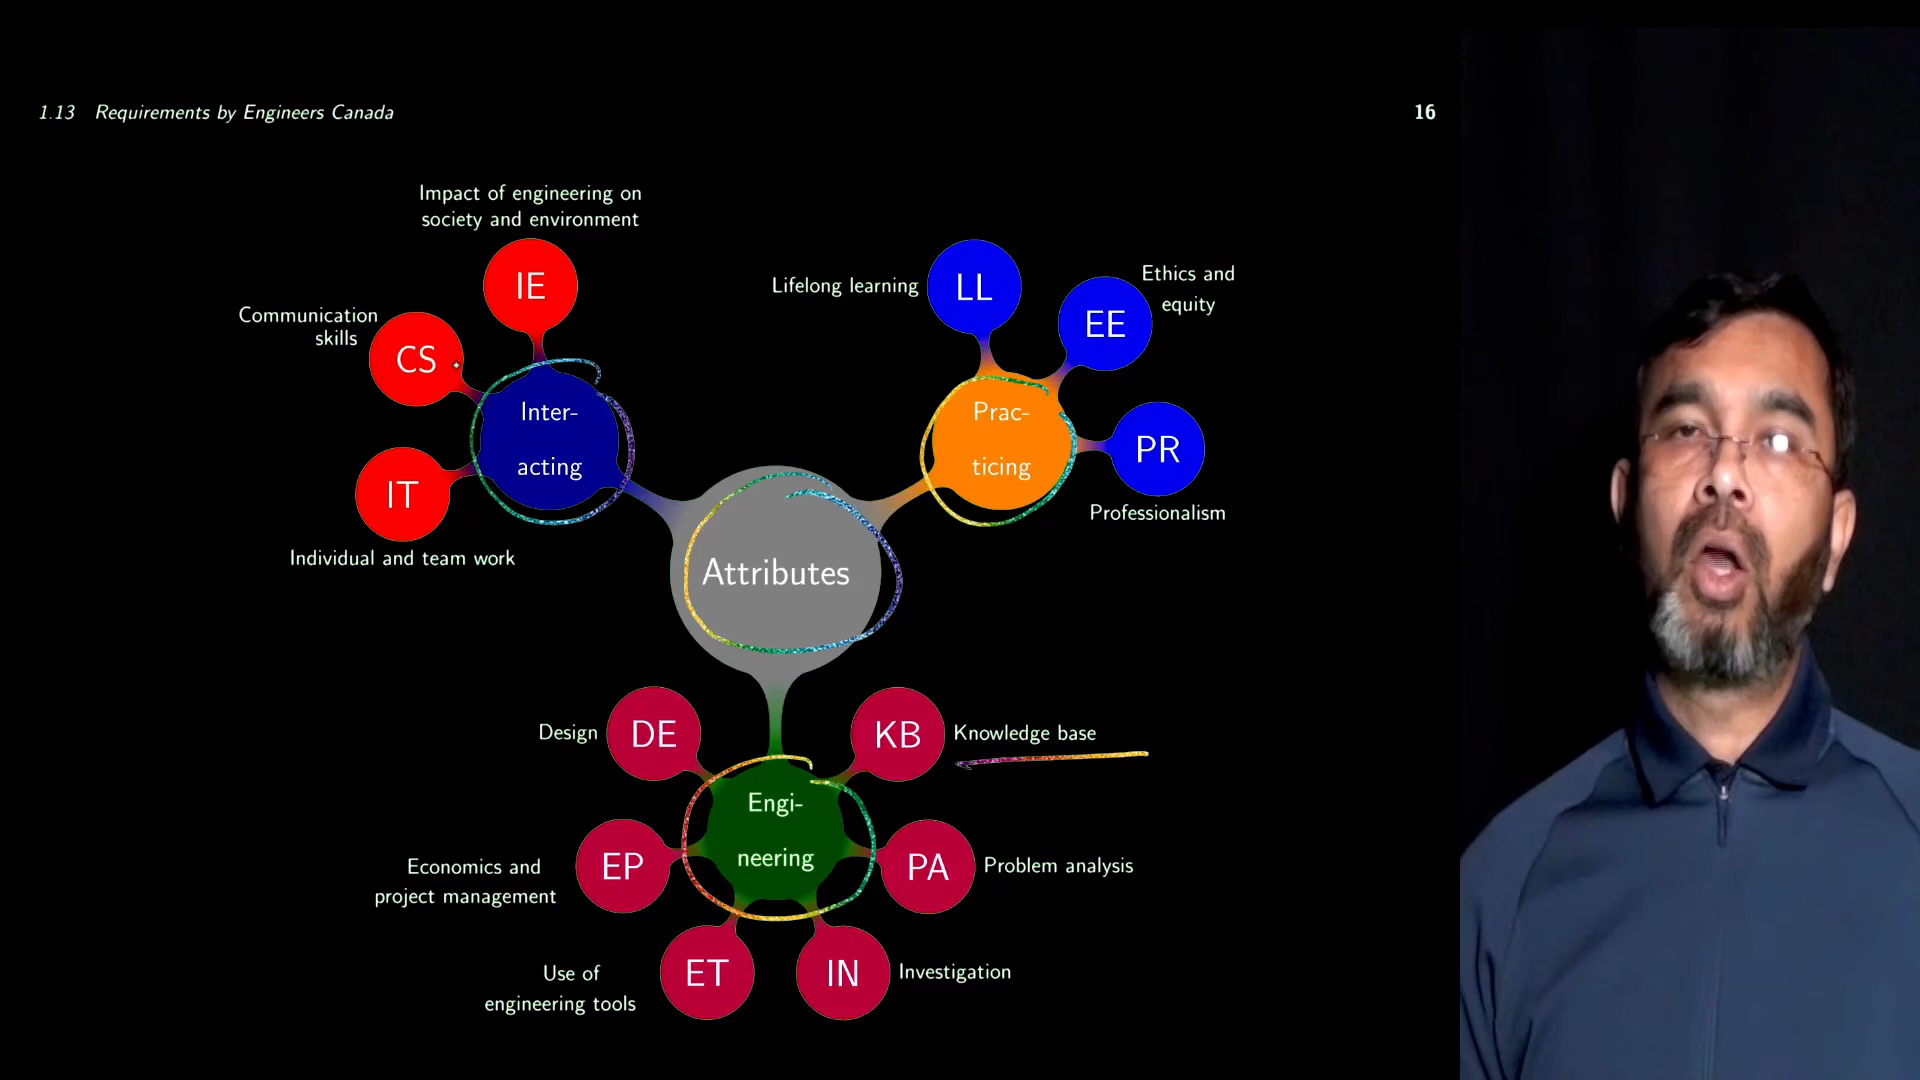 1.13 Requirements by Engineers Canada
16
Impact of engineering on
society and environment
IE
Communication
skills
CS
IT
Individual and team work
Inter-
acting
Lifelong learning
LL
EE
Ethics and
equity
Prac-
ticing
PR
Professionalism
Attributes
Design
DE
KB
Knowledge base
Engi-
neering
Economics and
project management
EP
PA
Problem analysis
Use of
engineering tools
ET
IN
Investigation